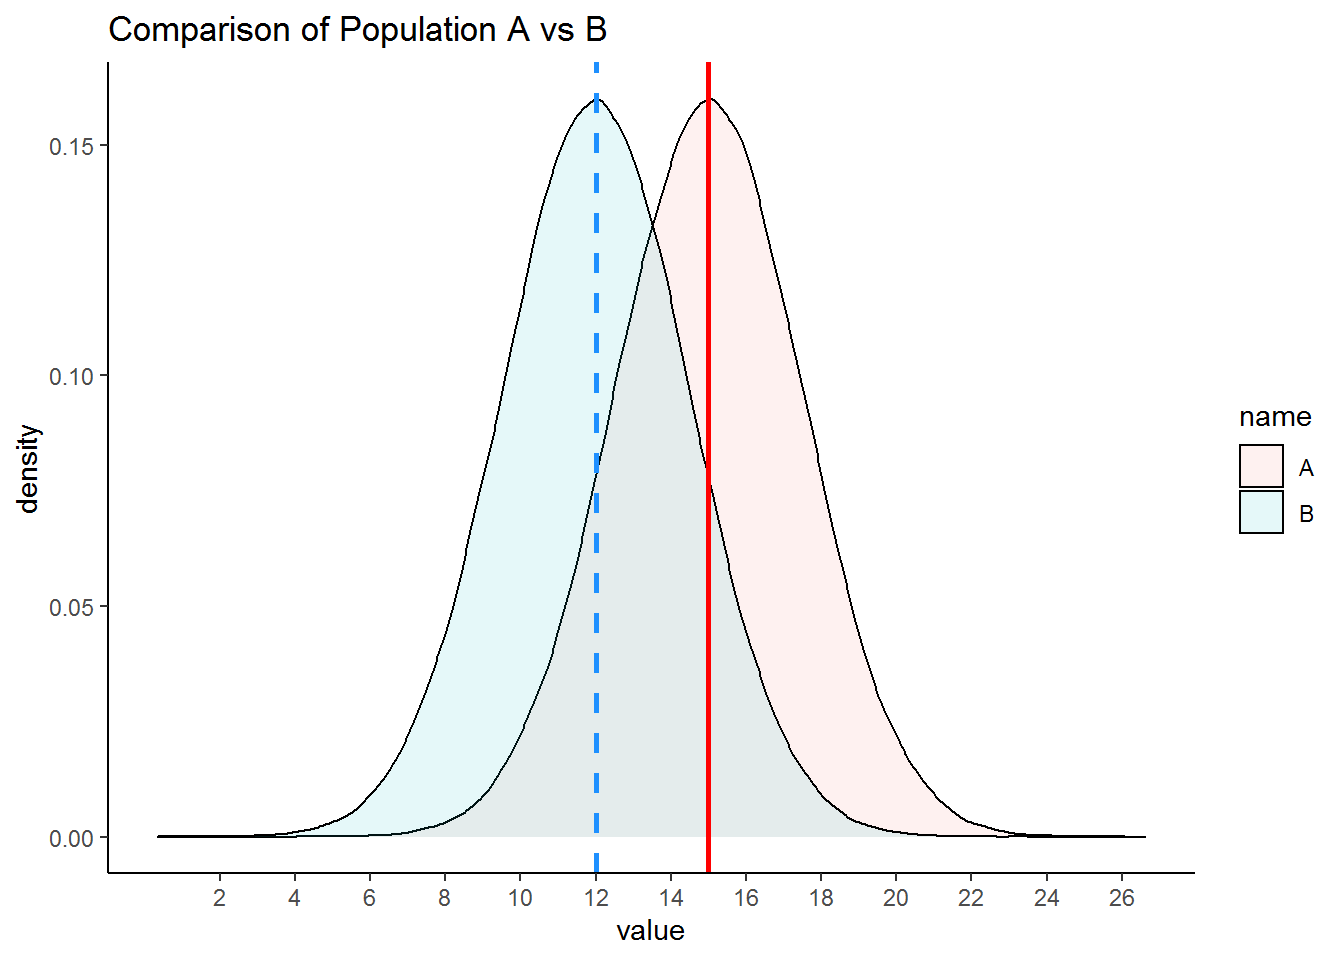 Comparison of Population A vs B
0.15
0.10
0.05
0.00
density
2 4 6 8 10 12 14 16 18 20 22 24 26
value
name
A
B